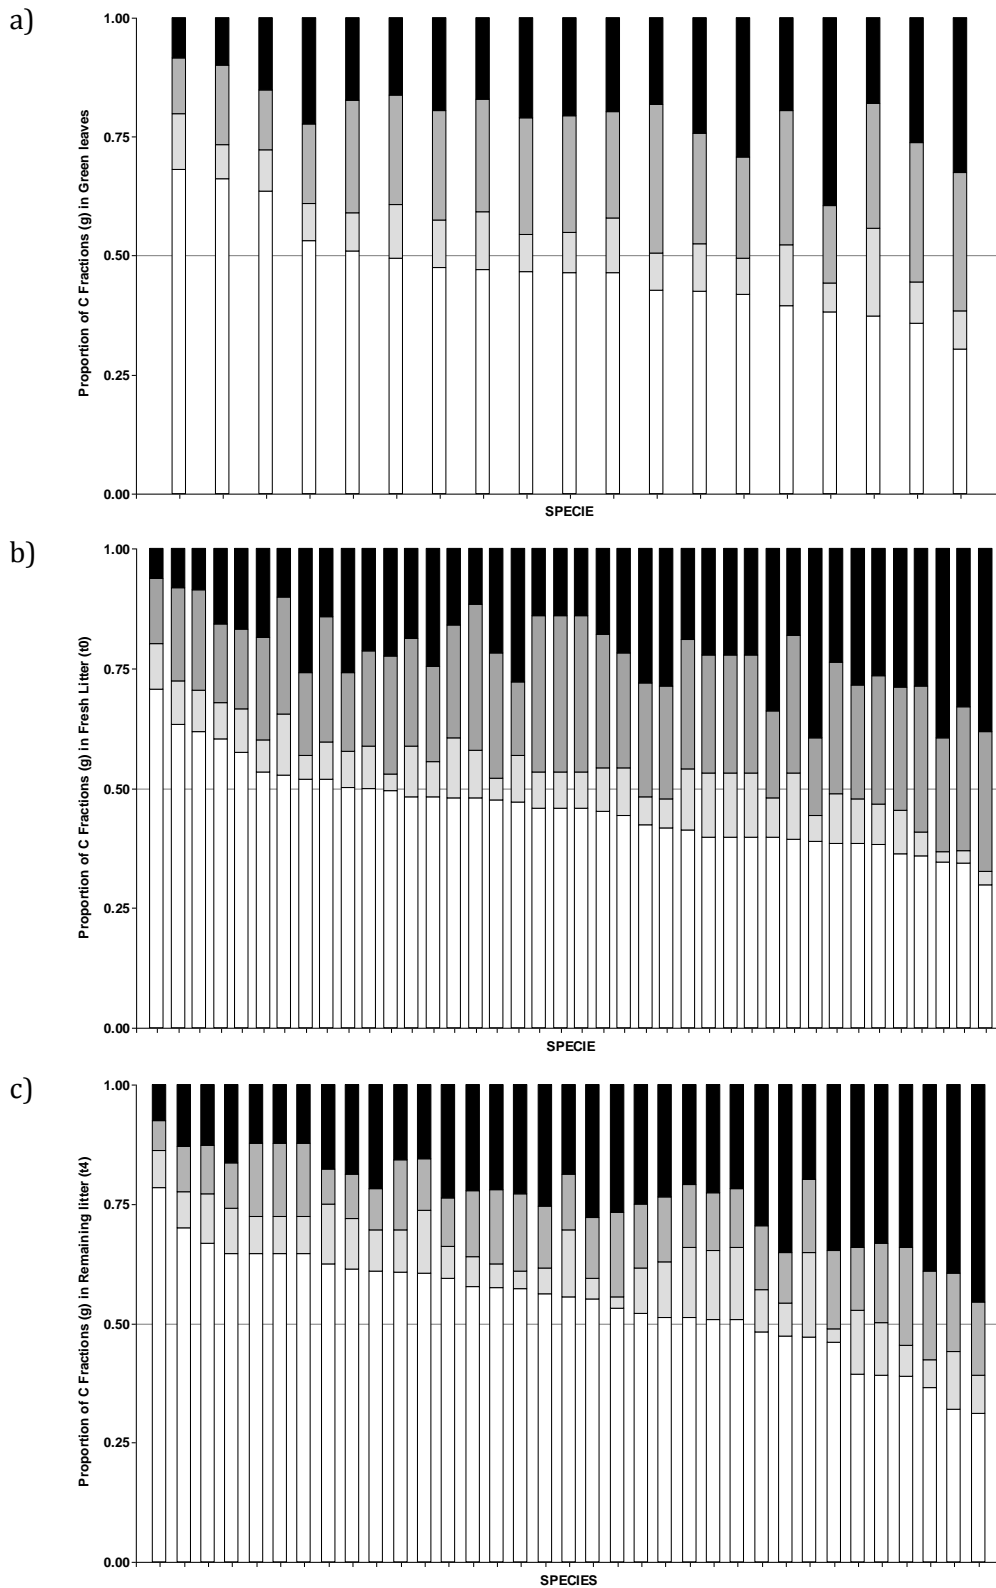 a)
Proportion of C Fractions (g) in Green leaves
1.00
0.75
0.50
0.25
0.00
SPECIE
b)
Proportion of C Fractions (g) in Fresh Litter (t0)
1.00
0.75
0.50
0.25
0.00
SPECIE
c)
Proportion of C Fractions (g) in Remaining litter (t4)
1.00
0.75
0.50
0.25
0.00
SPECIES